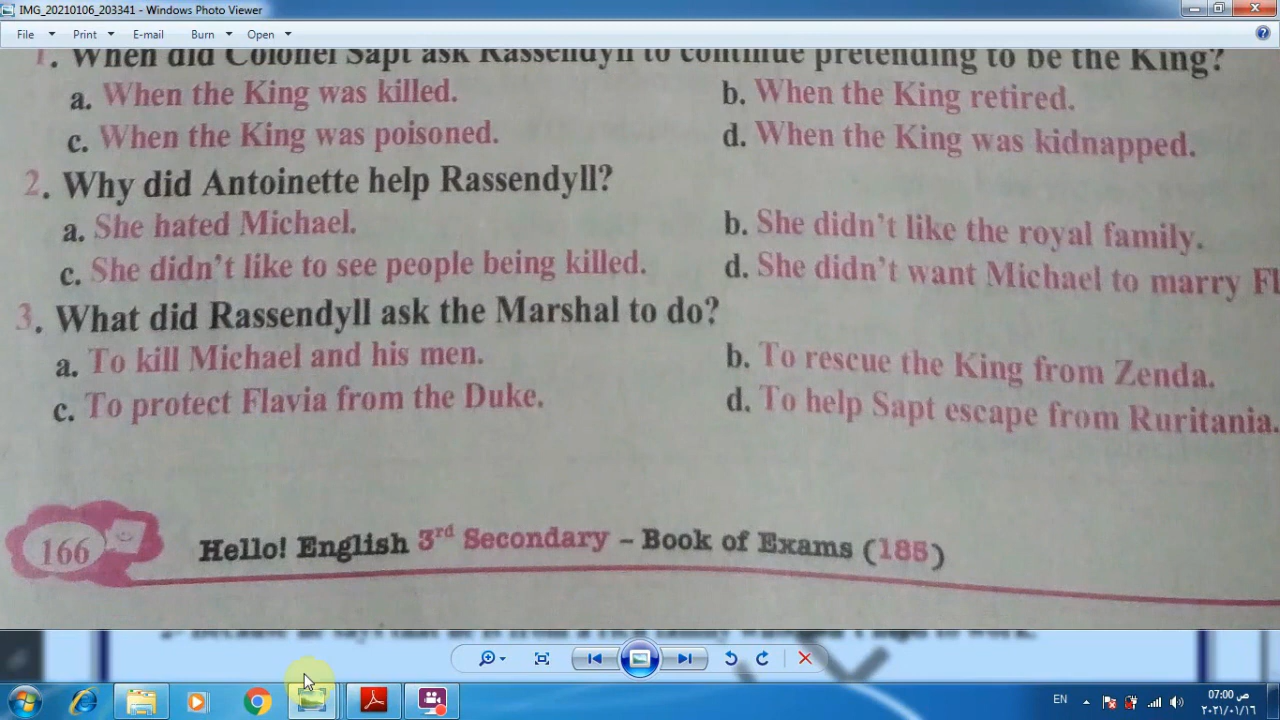 IMG_20210106_203341 - Windows Photo Viewer
File Print E-mail Burn Open
1. When did Colonel Sapt ask Rassendyll to continue pretending to be the King?
a. When the King was killed. b. When the King retired.
c. When the King was poisoned. d. When the King was kidnapped.
2. Why did Antoinette help Rassendyll?
a. She hated Michael. b. She didn't like the royal family.
c. She didn't like to see people being killed. d. She didn't want Michael to marry Fl
3. What did Rassendyll ask the Marshal to do?
a. To kill Michael and his men. b. To rescue the King from Zenda.
c. To protect Flavia from the Duke. d. To help Sapt escape from Ruritania.
166 Hello! English 3rd Secondary – Book of Exams (185)
EN
07:00 ص
٢٠٢١/٠١/١٦